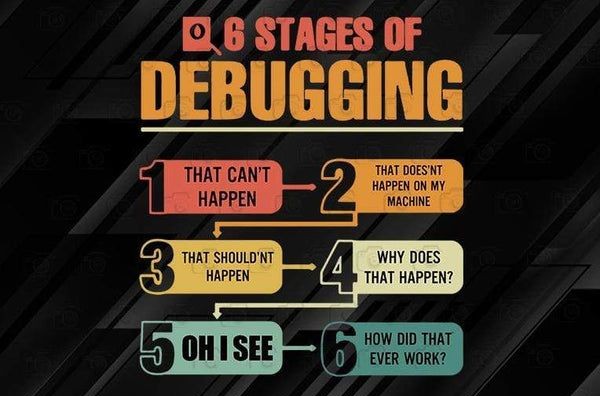 6 STAGES OF
DEBUGGING
1
THAT CAN'T
HAPPEN
2
THAT DOES'NT
HAPPEN ON MY
MACHINE
3
THAT SHOULD'NT
HAPPEN
4
WHY DOES
THAT HAPPEN?
5
OH I SEE
6
HOW DID THAT
EVER WORK?